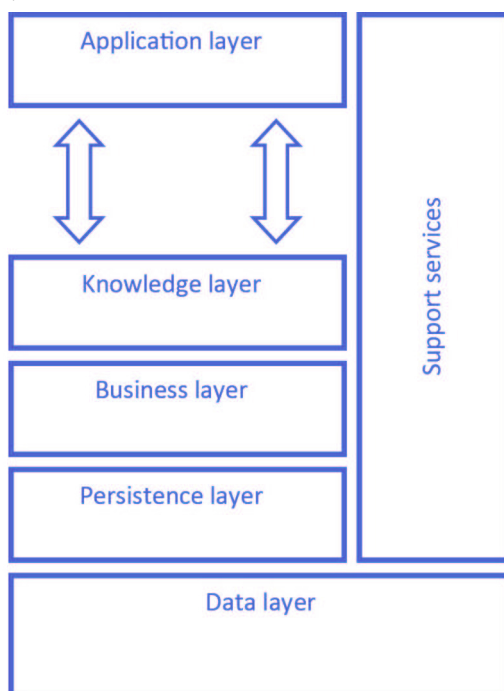 Application layer
Support services
Knowledge layer
Business layer
Persistence layer
Data layer